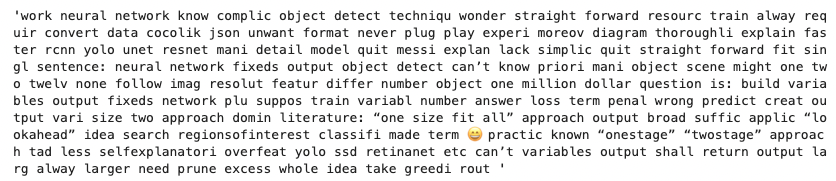 'work neural network know complic object detect techniqu wonder straight forward resourc train alway req
uir convert data cocolik json unwant format never plug play experi moreov diagram thoroughli explain fas
ter rcnn yolo unet resnet mani detail model quit messi explan lack simplic quit straight forward fit sin
gl sentence: neural network fixeds output object detect can’t know priori mani object scene might one tw
o twelv none follow imag resolut featur differ number object one million dollar question is: build varia
bles output fixeds network plu suppos train variabl number answer loss term penal wrong predict creat ou
tput vari size two approach domin literature: “one size fit all” approach output broad suffic applic “lo
okahead” idea search regionsofinterest classifi made term 😀 practic known “onestage” “twostage” approac
h tad less selfexplanatori overfeat yolo ssd retinanet etc can’t variables output shall return output la
rg alway larger need prune excess whole idea take greedi rout '